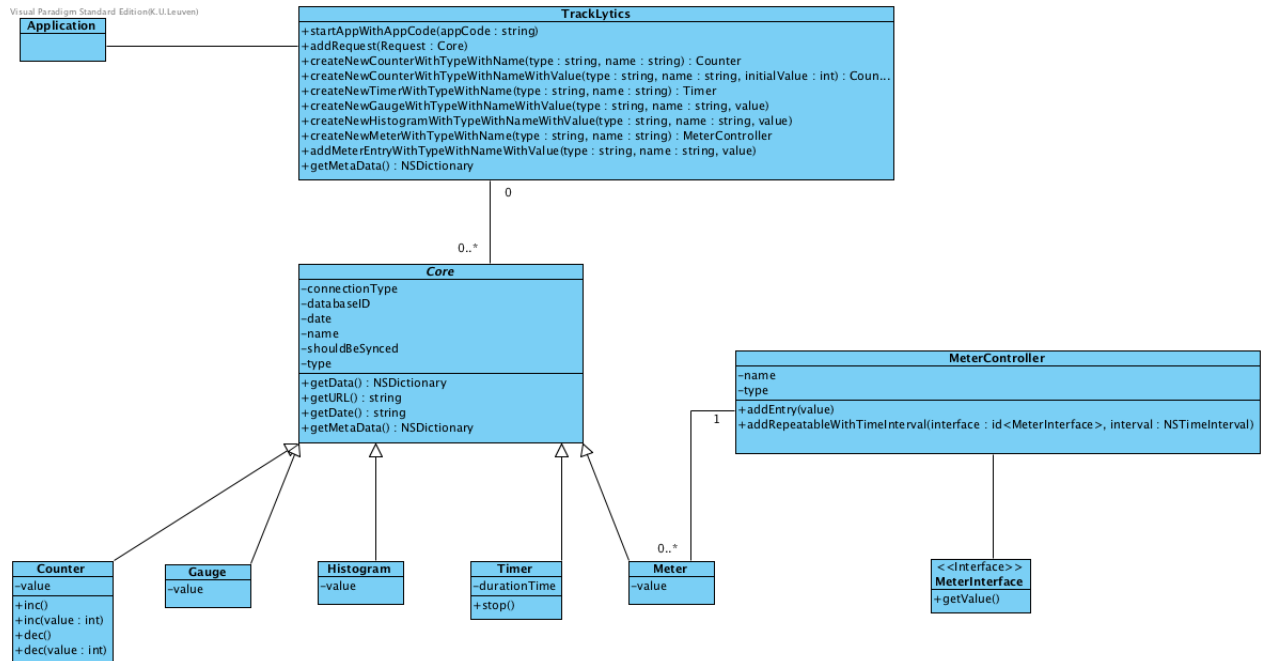 Visual Paradigm Standard Edition(K.U.Leuven)
Application
TrackLytics
+startAppWithAppCode(appCode : string)
+addRequest(Request : Core)
+createNewCounterWithTypeWithName(type : string, name : string) : Counter
+createNewCounterWithTypeWithNameWithValue(type : string, name : string, initialValue : int) : Coun...
+createNewTimerWithTypeWithName(type : string, name : string) : Timer
+createNewGaugeWithTypeWithNameWithValue(type : string, name : string, value)
+createNewHistogramWithTypeWithNameWithValue(type : string, name : string, value)
+createNewMeterWithTypeWithName(type : string, name : string) : MeterController
+addMeterEntryWithTypeWithNameWithValue(type : string, name : string, value)
+getMetaData() : NSDictionary
0
0..*
Core
-connectionType
-databaseID
-date
-name
-shouldBeSynced
-type
+getData() : NSDictionary
+getURL() : string
+getDate() : string
+getMetaData() : NSDictionary
MeterController
-name
-type
+addEntry(value)
+addRepeatableWithTimeInterval(interface : id<MeterInterface>, interval : NSTimeInterval)
1
0..*
Counter
-value
+inc()
+inc(value : int)
+dec()
+dec(value : int)
Gauge
-value
Histogram
-value
Timer
-durationTime
+stop()
Meter
-value
<<Interface>>
MeterInterface
+getValue()